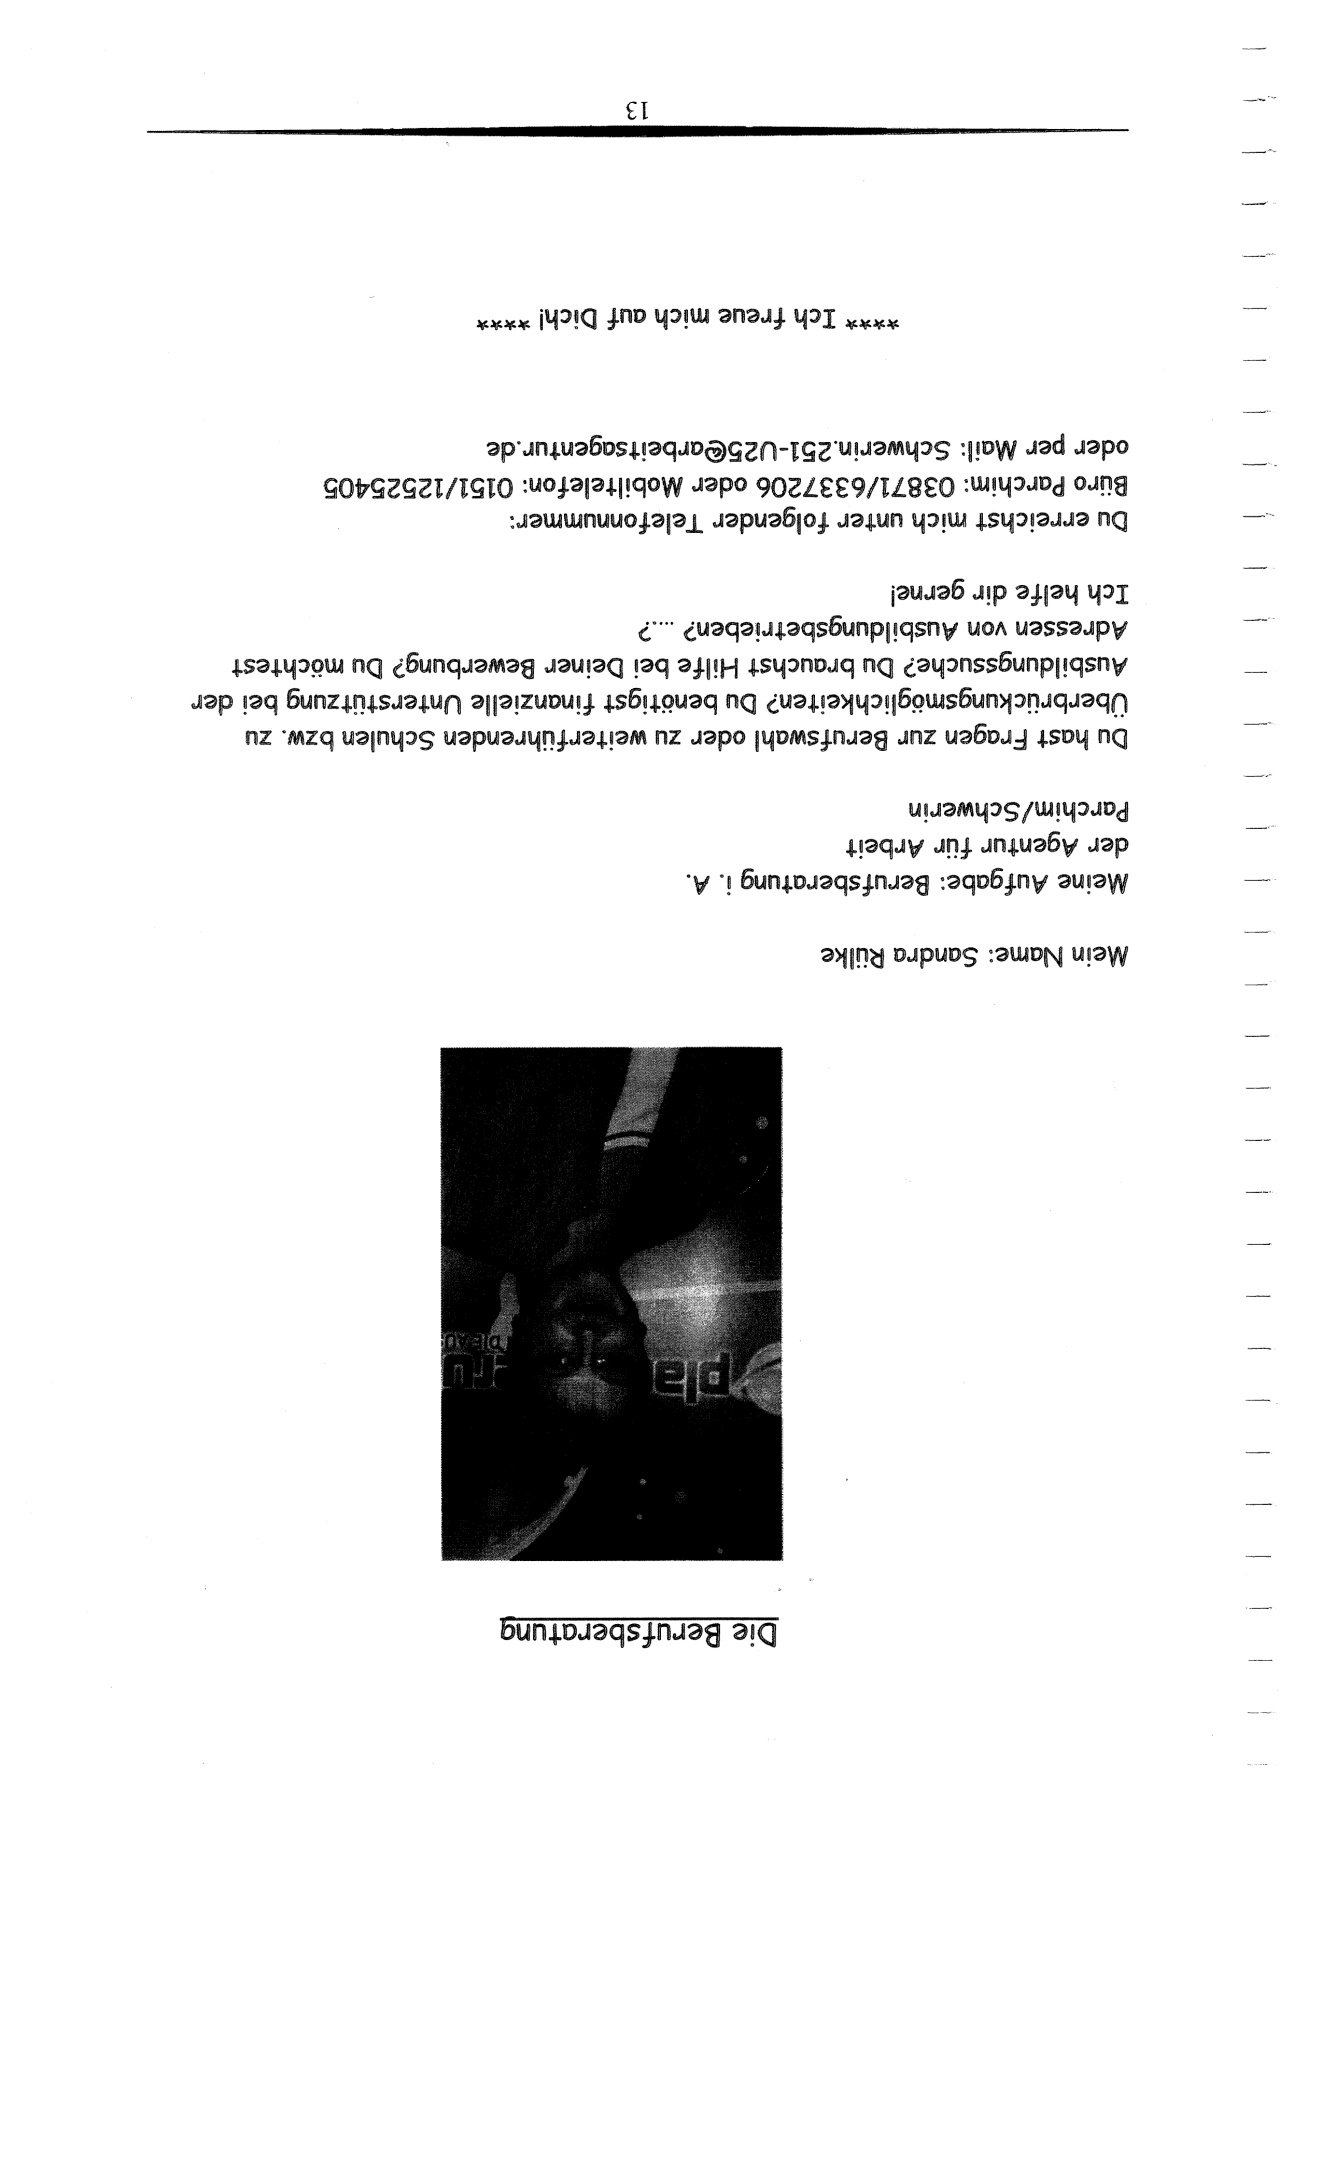 Die Berufsberatung
pla
ru
Mein Name: Sandra Rülke
Meine Aufgabe: Berufsberatung i. A.
der Agentur für Arbeit
Parchim/Schwerin
Du hast Fragen zur Berufswahl oder zu weiterführenden Schulen bzw. zu
Überbrückungsmöglichkeiten? Du benötigst finanzielle Unterstützung bei der
Ausbildungssuche? Du brauchst Hilfe bei Deiner Bewerbung? Du möchtest
Adressen von Ausbildungsbetrieben? ....?
Ich helfe dir gerne!
Du erreichst mich unter folgender Telefonnummer:
Büro Parchim: 03871/6337206 oder Mobiltelefon: 0151/12525405
oder per Mail: Schwerin.251-U25@arbeitsagentur.de
**** Ich freue mich auf Dich! ****
13